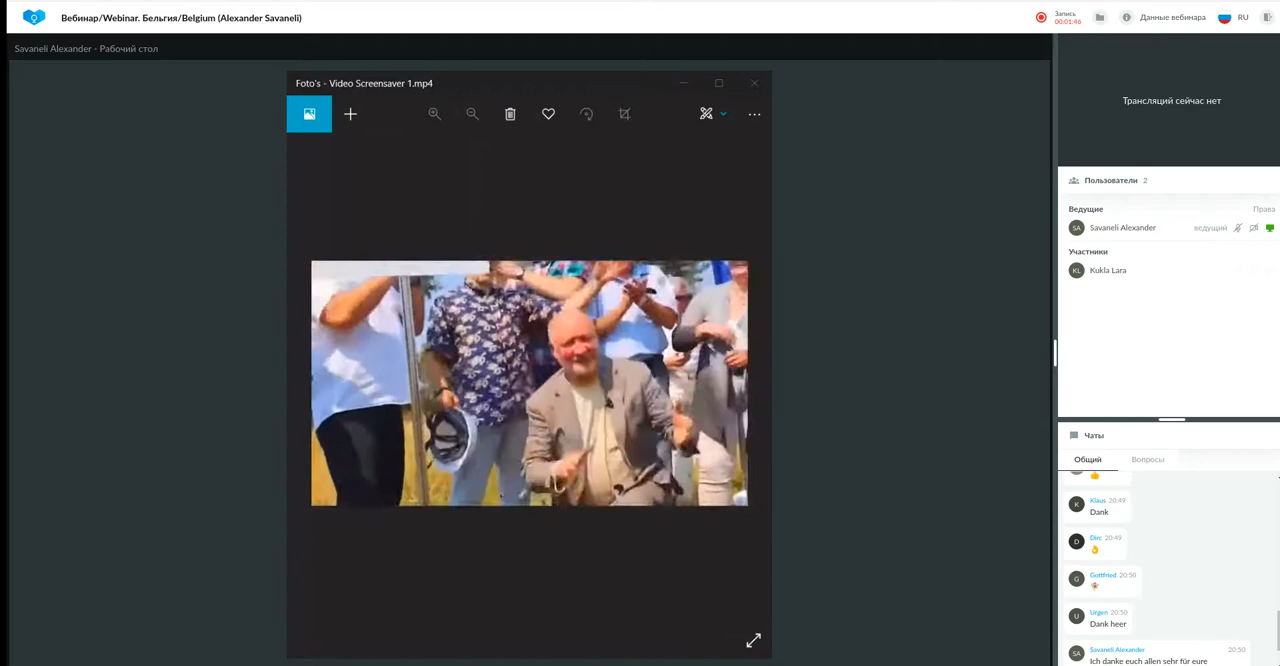 Вебинар/Webinar. Бельгия/Belgium (Alexander Savaneli)
Запись
00:01:46
Данные вебинара
RU
Savaneli Alexander - Рабочий стол
Foto's - Video Screensaver 1.mp4
Трансляций сейчас нет
Пользователи 2
Ведущие Права
SA Savaneli Alexander ведущий
Участники
KL Kukla Lara
Чаты
Общий Вопросы
K Klaus 20:49
Dank
D Dirc 20:49
G Gottfried 20:50
U Urgen 20:50
Dank heer
SA Savaneli Alexander 20:50
Ich danke euch allen sehr für eure